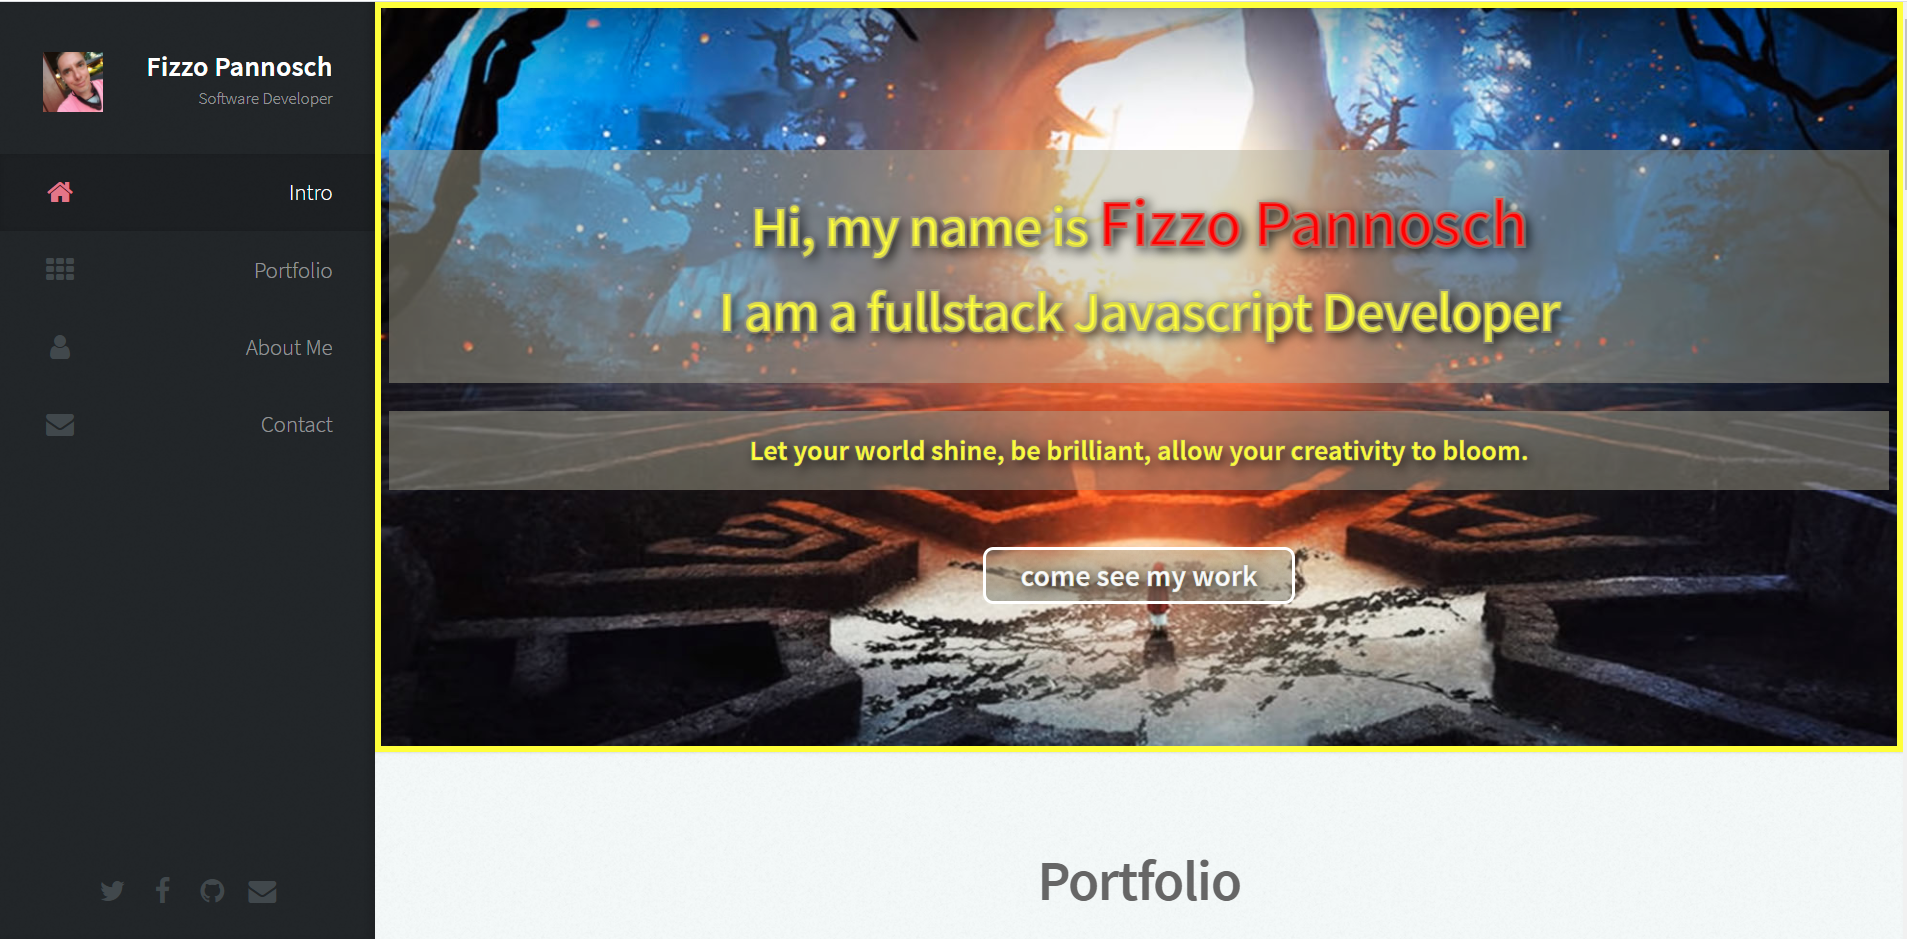 Fizzo Pannosch
Software Developer
Intro
Portfolio
About Me
Contact
Hi, my name is Fizzo Pannosch
I am a fullstack Javascript Developer
Let your world shine, be brilliant, allow your creativity to bloom.
come see my work
Portfolio